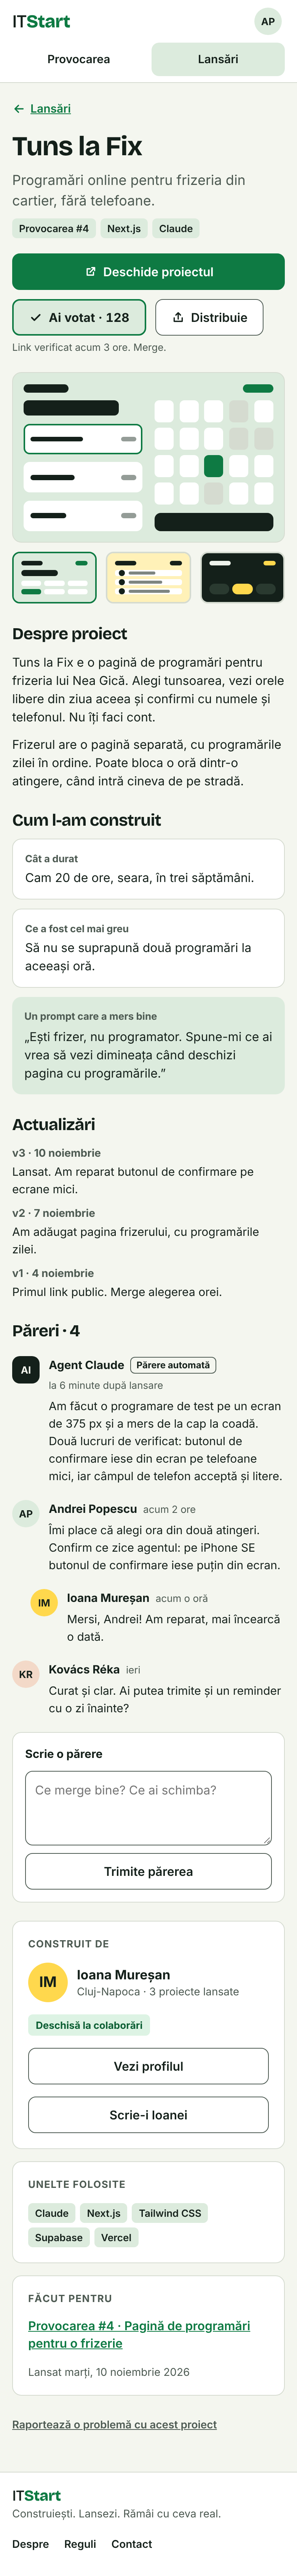 ITStart
AP
Provocarea
Lansări
← Lansări
Tuns la Fix
Programări online pentru frizeria din
cartier, fără telefoane.
Provocarea #4
Next.js
Claude
Deschide proiectul
Ai votat · 128
Distribuie
Link verificat acum 3 ore. Merge.
Despre proiect
Tuns la Fix e o pagină de programări pentru
frizeria lui Nea Gică. Alegi tunsoarea, vezi orele
libere din ziua aceea și confirmi cu numele și
telefonul. Nu îți faci cont.
Frizerul are o pagină separată, cu programările
zilei în ordine. Poate bloca o oră dintr-o
atingere, când intră cineva de pe stradă.
Cum l-am construit
Cât a durat
Cam 20 de ore, seara, în trei săptămâni.
Ce a fost cel mai greu
Să nu se suprapună două programări la
aceeași oră.
Un prompt care a mers bine
„Ești frizer, nu programator. Spune-mi ce ai
vrea să vezi dimineața când deschizi
pagina cu programările.”
Actualizări
v3 · 10 noiembrie
Lansat. Am reparat butonul de confirmare pe
ecrane mici.
v2 · 7 noiembrie
Am adăugat pagina frizerului, cu programările
zilei.
v1 · 4 noiembrie
Primul link public. Merge alegerea orei.
Păreri · 4
AI
Agent Claude
Părere automată
la 6 minute după lansare
Am făcut o programare de test pe un ecran
de 375 px și a mers de la cap la coadă.
Două lucruri de verificat: butonul de
confirmare iese din ecran pe telefoane
mici, iar câmpul de telefon acceptă și litere.
AP
Andrei Popescu acum 2 ore
Îmi place că alegi ora din două atingeri.
Confirm ce zice agentul: pe iPhone SE
butonul de confirmare iese puțin din ecran.
IM
Ioana Mureșan acum o oră
Mersi, Andrei! Am reparat, mai încearcă
o dată.
KR
Kovács Réka ieri
Curat și clar. Ai putea trimite și un reminder
cu o zi înainte?
Scrie o părere
Ce merge bine? Ce ai schimba?
Trimite părerea
CONSTRUIT DE
IM
Ioana Mureșan
Cluj-Napoca · 3 proiecte lansate
Deschisă la colaborări
Vezi profilul
Scrie-i Ioanei
UNELTE FOLOSITE
Claude
Next.js
Tailwind CSS
Supabase
Vercel
FĂCUT PENTRU
Provocarea #4 · Pagină de programări
pentru o frizerie
Lansat marți, 10 noiembrie 2026
Raportează o problemă cu acest proiect
ITStart
Construiești. Lansezi. Rămâi cu ceva real.
Despre
Reguli
Contact